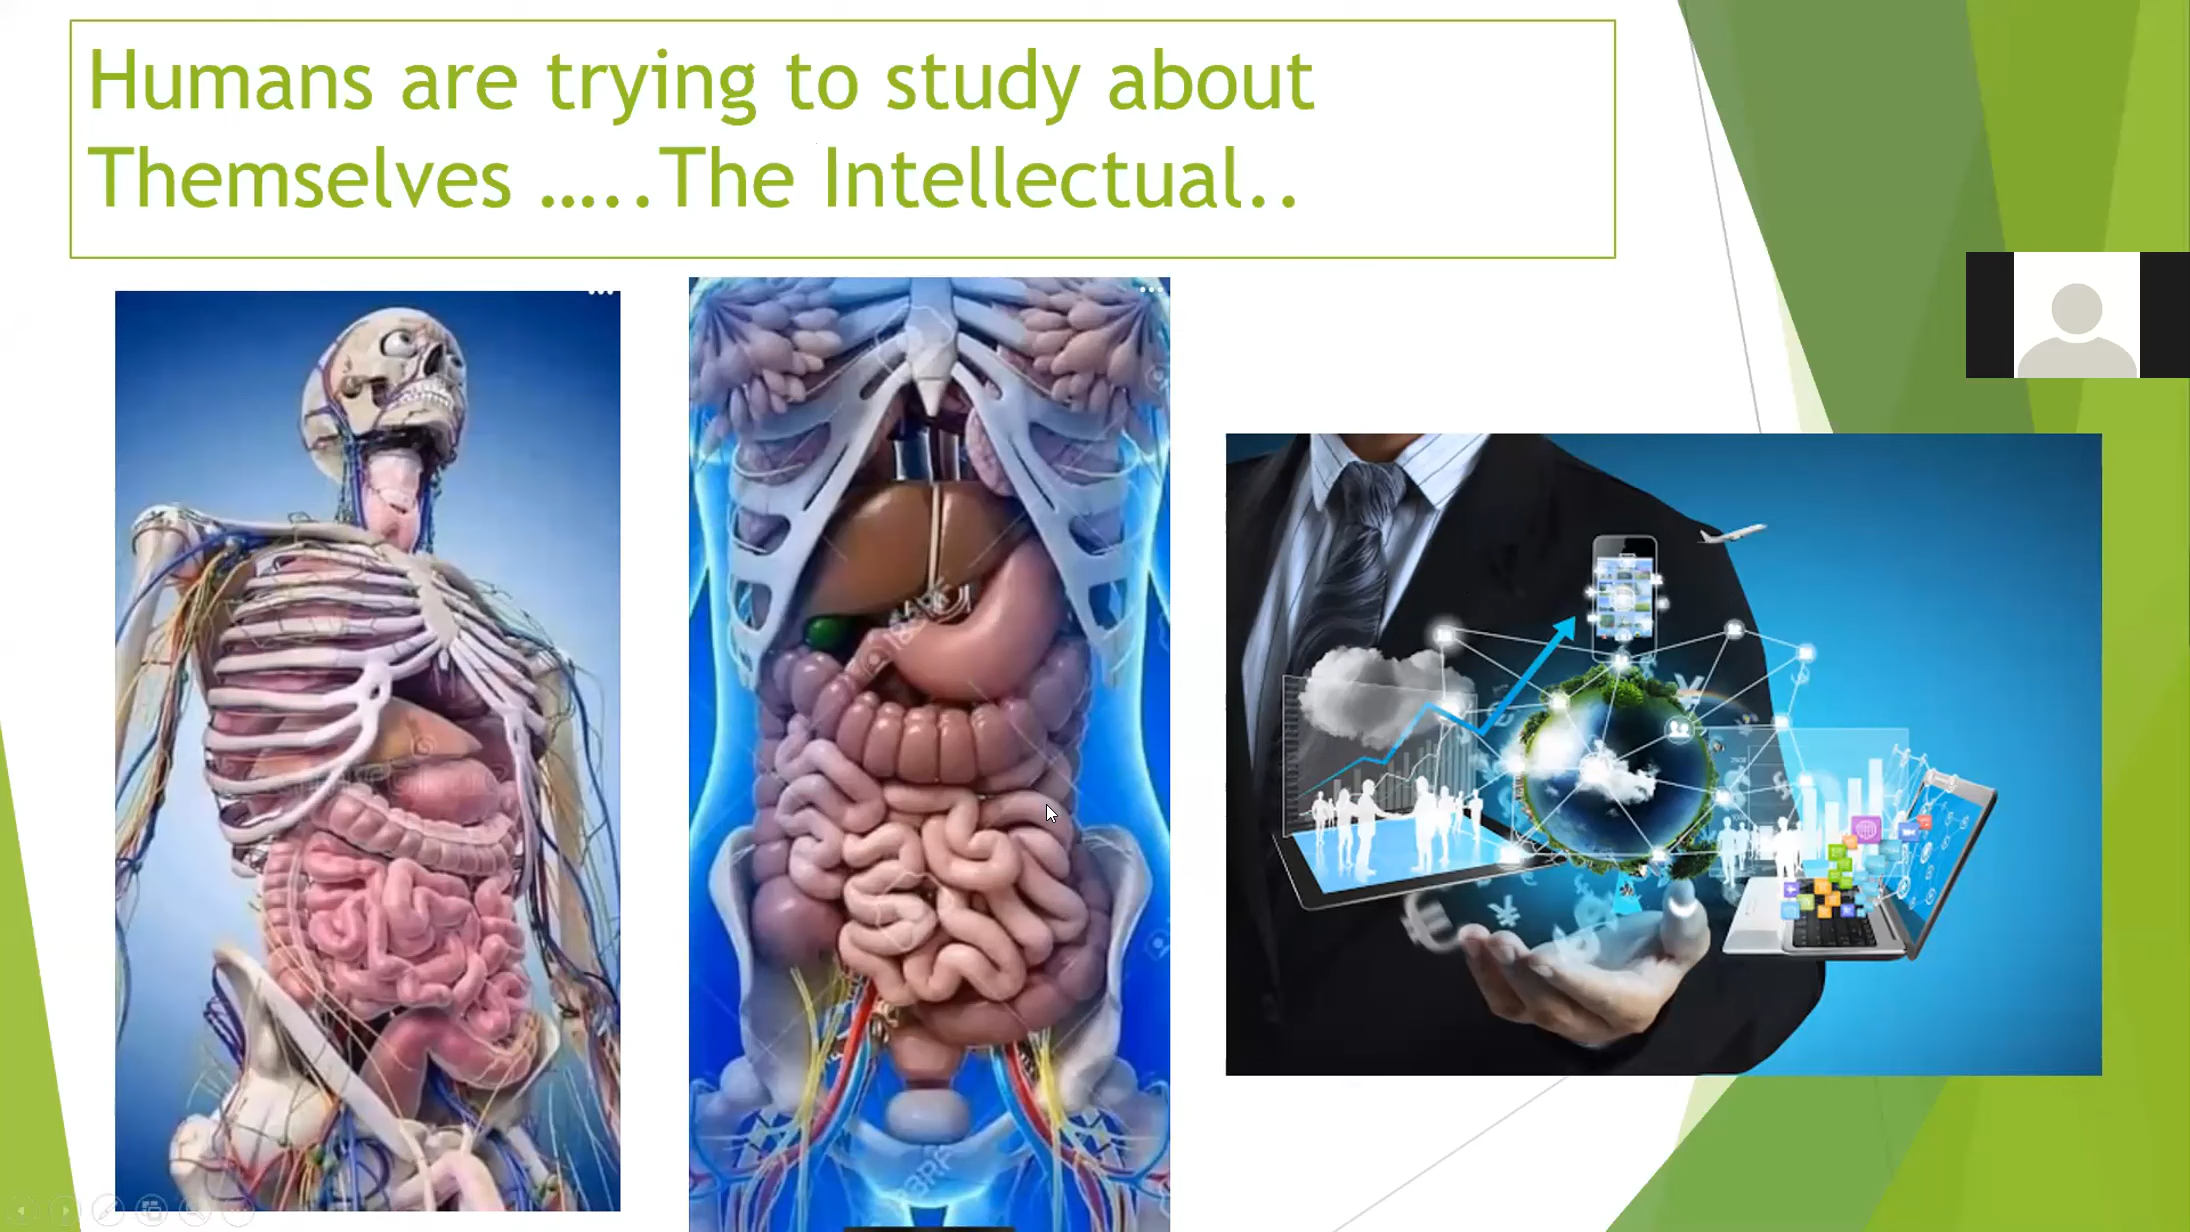 Humans are trying to study about
Themselves …..The Intellectual..